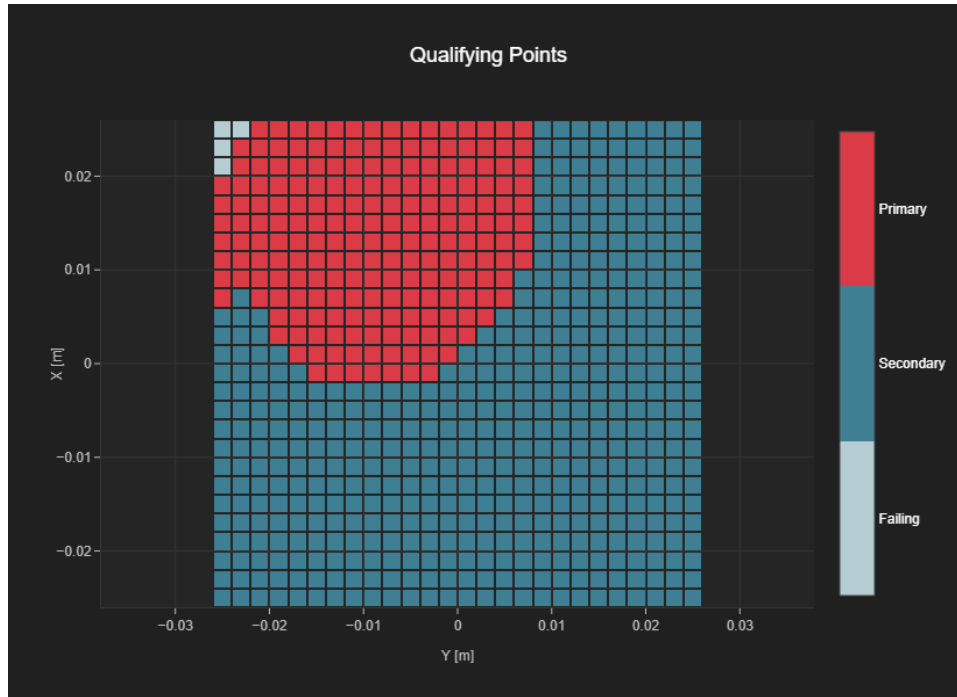 Qualifying Points
X [m]
0.02
0.01
0
−0.01
−0.02
−0.03
−0.02
−0.01
0
0.01
0.02
0.03
Y [m]
Primary
Secondary
Failing